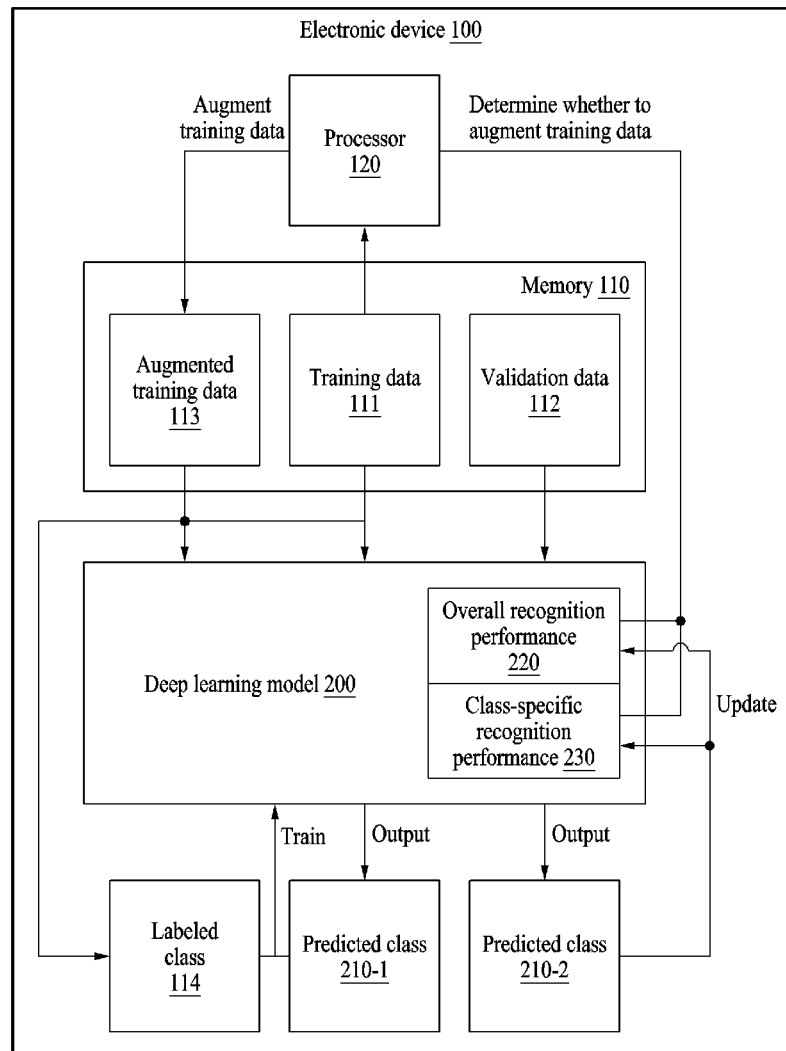 Electronic device 100
Augment
training data
Processor
120
Determine whether to
augment training data
Memory 110
Augmented
training data
113
Training data
111
Validation data
112
Deep learning model 200
Overall recognition
performance
220
Class-specific
recognition
performance 230
Update
Train
Output
Output
Labeled
class
114
Predicted class
210-1
Predicted class
210-2